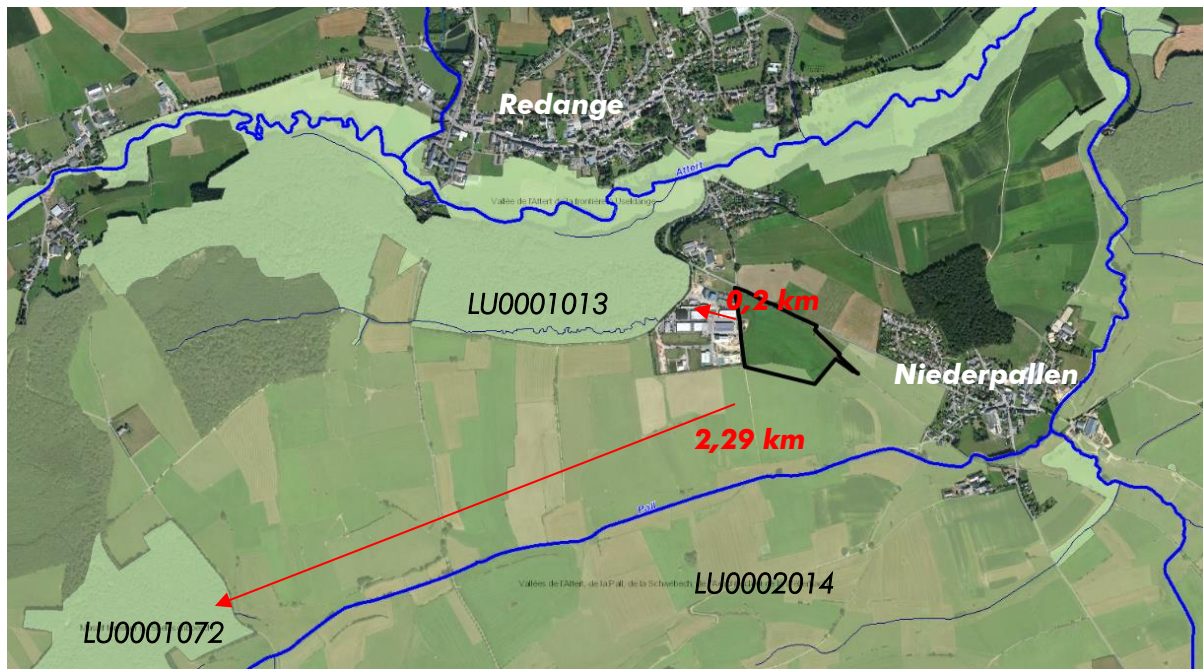 Redange
Attert
Vallée de l'Attert de la frontière à Useldange
LU0001013
0,2 km
Niederpallen
2,29 km
Pall
Vallées de l'Attert, de la Pall, de la Schwebech,
LU0002014
LU0001072